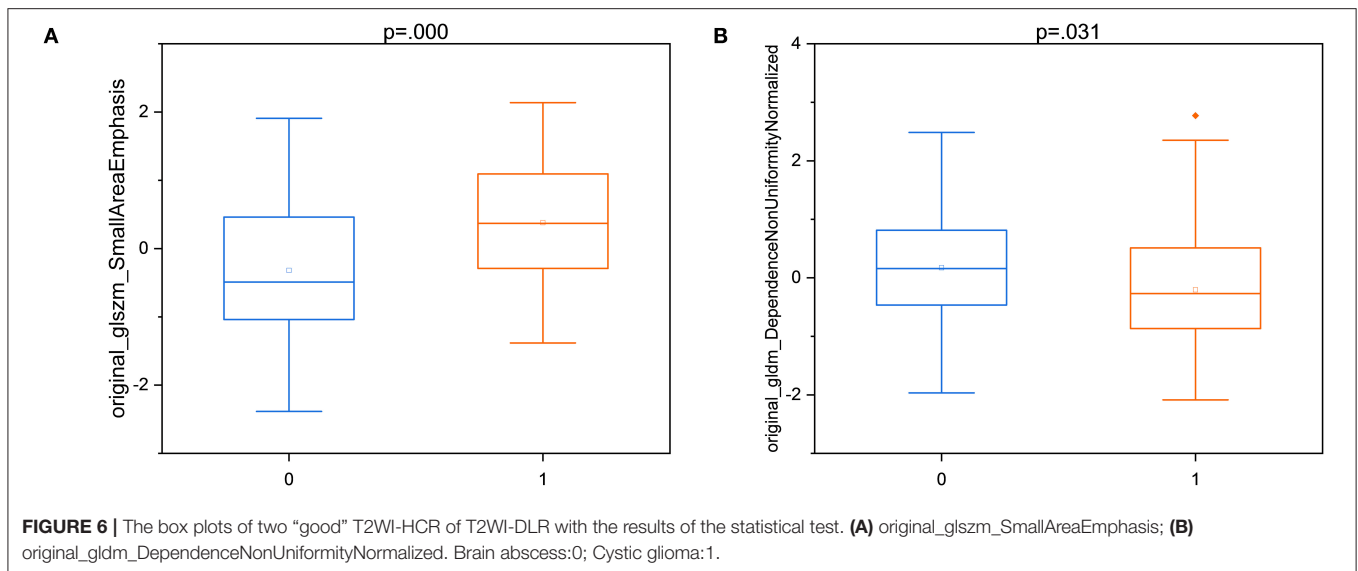 A
p=.000
original_glszm_SmallAreaEmphasis
2
0
-2
0
1
B
p=.031
original_gldm_DependenceNonUniformityNormalized
4
2
0
-2
0
1
FIGURE 6 | The box plots of two “good” T2WI-HCR of T2WI-DLR with the results of the statistical test. (A) original_glszm_SmallAreaEmphasis; (B)
original_gldm_DependenceNonUniformityNormalized. Brain abscess:0; Cystic glioma:1.